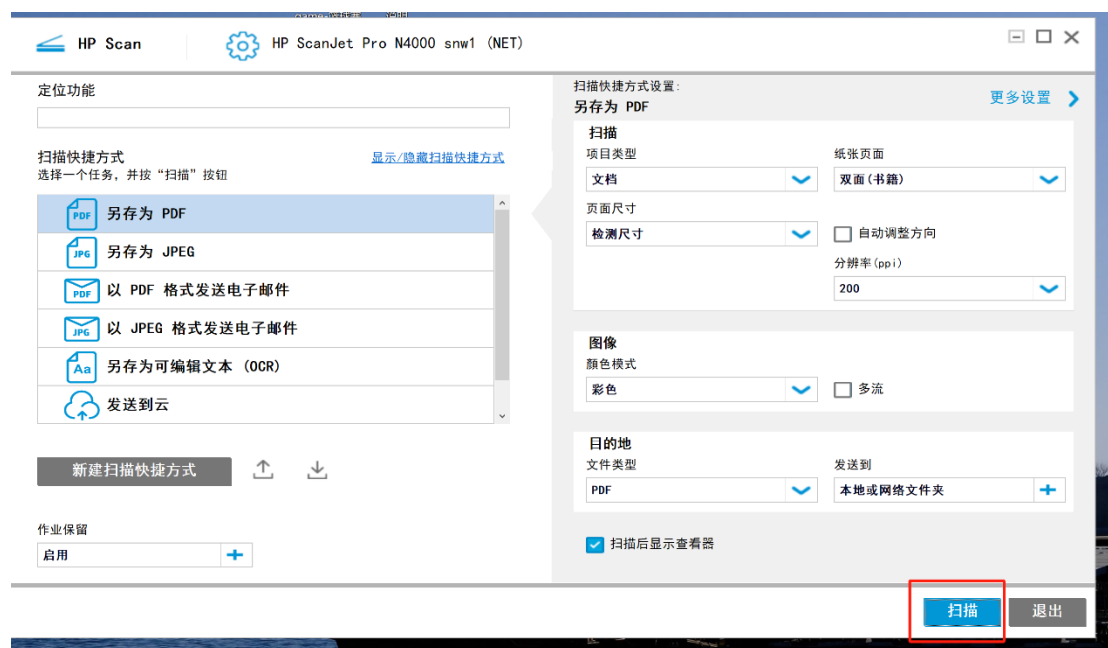 HP Scan
HP ScanJet Pro N4000 snw1 (NET)
定位功能
扫描快捷方式
显示/隐藏扫描快捷方式
选择一个任务，并按“扫描”按钮
PDF 另存为 PDF
JPG 另存为 JPEG
PDF 以 PDF 格式发送电子邮件
JPG 以 JPEG 格式发送电子邮件
Aa 另存为可编辑文本 (OCR)
发送到云
新建扫描快捷方式
作业保留
启用
扫描快捷方式设置:
另存为 PDF
更多设置
扫描
项目类型
纸张页面
文档
双面(书籍)
页面尺寸
检测尺寸
自动调整方向
分辨率(ppi)
200
图像
颜色模式
彩色
多流
目的地
文件类型
发送到
PDF
本地或网络文件夹
扫描后显示查看器
扫描
退出